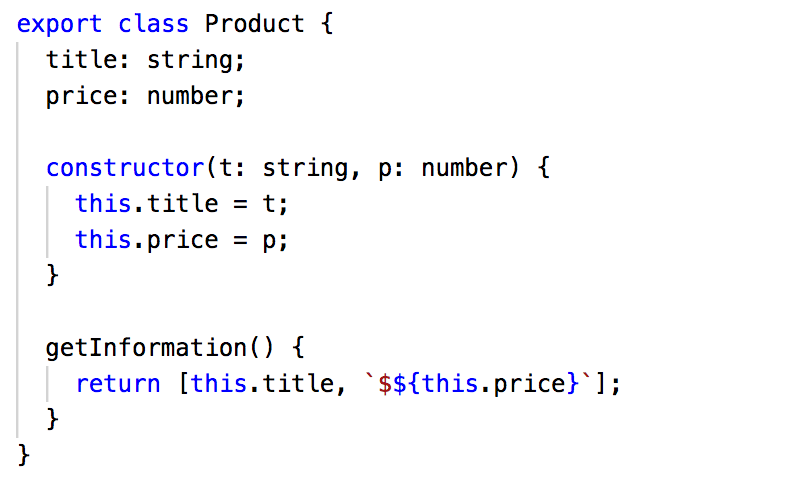 export class Product {
title: string;
price: number;
constructor(t: string, p: number) {
this.title = t;
this.price = p;
}
getInformation() {
return [this.title, `$${this.price}`];
}
}